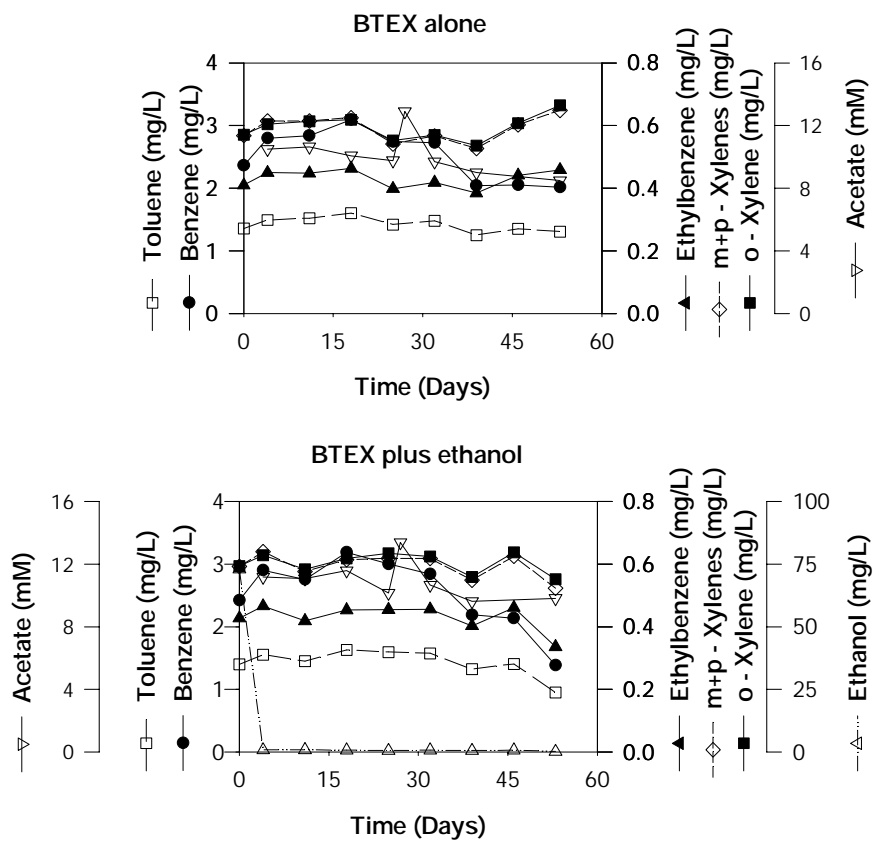 BTEX alone
Toluene (mg/L)
Benzene (mg/L)
4
3
2
1
0
0.8
0.6
0.4
0.2
0.0
Ethylbenzene (mg/L)
m+p - Xylenes (mg/L)
o - Xylene (mg/L)
16
12
8
4
0
Acetate (mM)
0 15 30 45 60
Time (Days)
BTEX plus ethanol
Acetate (mM)
16
12
8
4
0
Toluene (mg/L)
Benzene (mg/L)
4
3
2
1
0
0.8
0.6
0.4
0.2
0.0
Ethylbenzene (mg/L)
m+p - Xylenes (mg/L)
o - Xylene (mg/L)
100
75
50
25
0
Ethanol (mg/L)
0 15 30 45 60
Time (Days)